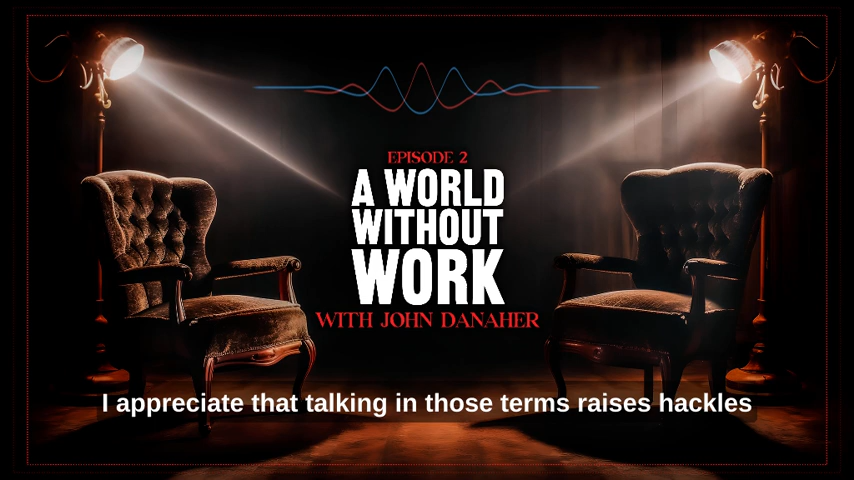 EPISODE 2
A WORLD
WITHOUT
WORK
WITH JOHN DANAHER
I appreciate that talking in those terms raises hackles